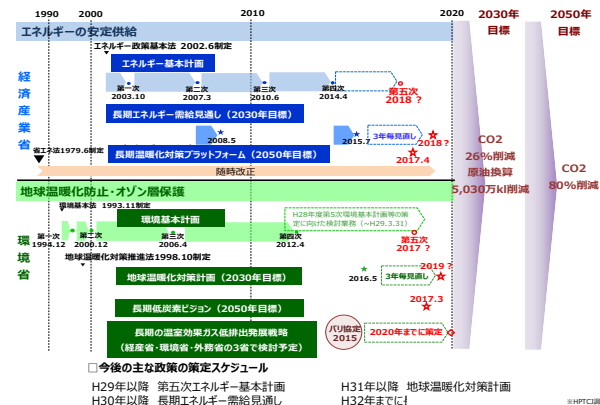 1990 2000 2010 2020 2030年 2050年
目標 目標
エネルギーの安定供給
エネルギー政策基本法 2002.6制定
エネルギー基本計画
経済産業省
第一次 第二次 第三次 第四次 第五次
2003.10 2007.3 2010.6 2014.4 2018 ?
長期エネルギー需給見通し（2030年目標）
2008.5 2015.7 3年毎見直し 2018 ?
省エネ法1979.6制定
長期温暖化対策プラットフォーム（2050年目標）
2017.4
随時改正
CO2
26%削減
原油換算
5,030万kl削減
CO2
80%削減
地球温暖化防止・オゾン層保護
環境基本法 1993.11制定
環境基本計画
H28年度第5次環境基本計画等の策
定に向けた検討業務（~H29.3.31）
環境省
第一次 第二次 第三次 第四次 第五次
1994.12 2000.12 2006.4 2012.4 2017 ?
地球温暖化対策推進法1998.10制定
地球温暖化対策計画（2030年目標）
2016.5 3年毎見直し 2019 ?
長期低炭素ビジョン（2050年目標）
2017.3
長期の温室効果ガス低排出発展戦略
（経産省・環境省・外務省の3省で検討予定）
パリ協定
2015
2020年までに策定
□今後の主な政策の策定スケジュール
H29年以降 第五次エネルギー基本計画
H31年以降 地球温暖化対策計画
H30年以降 長期エネルギー需給見通し
H32年までに
※HPTCJ調